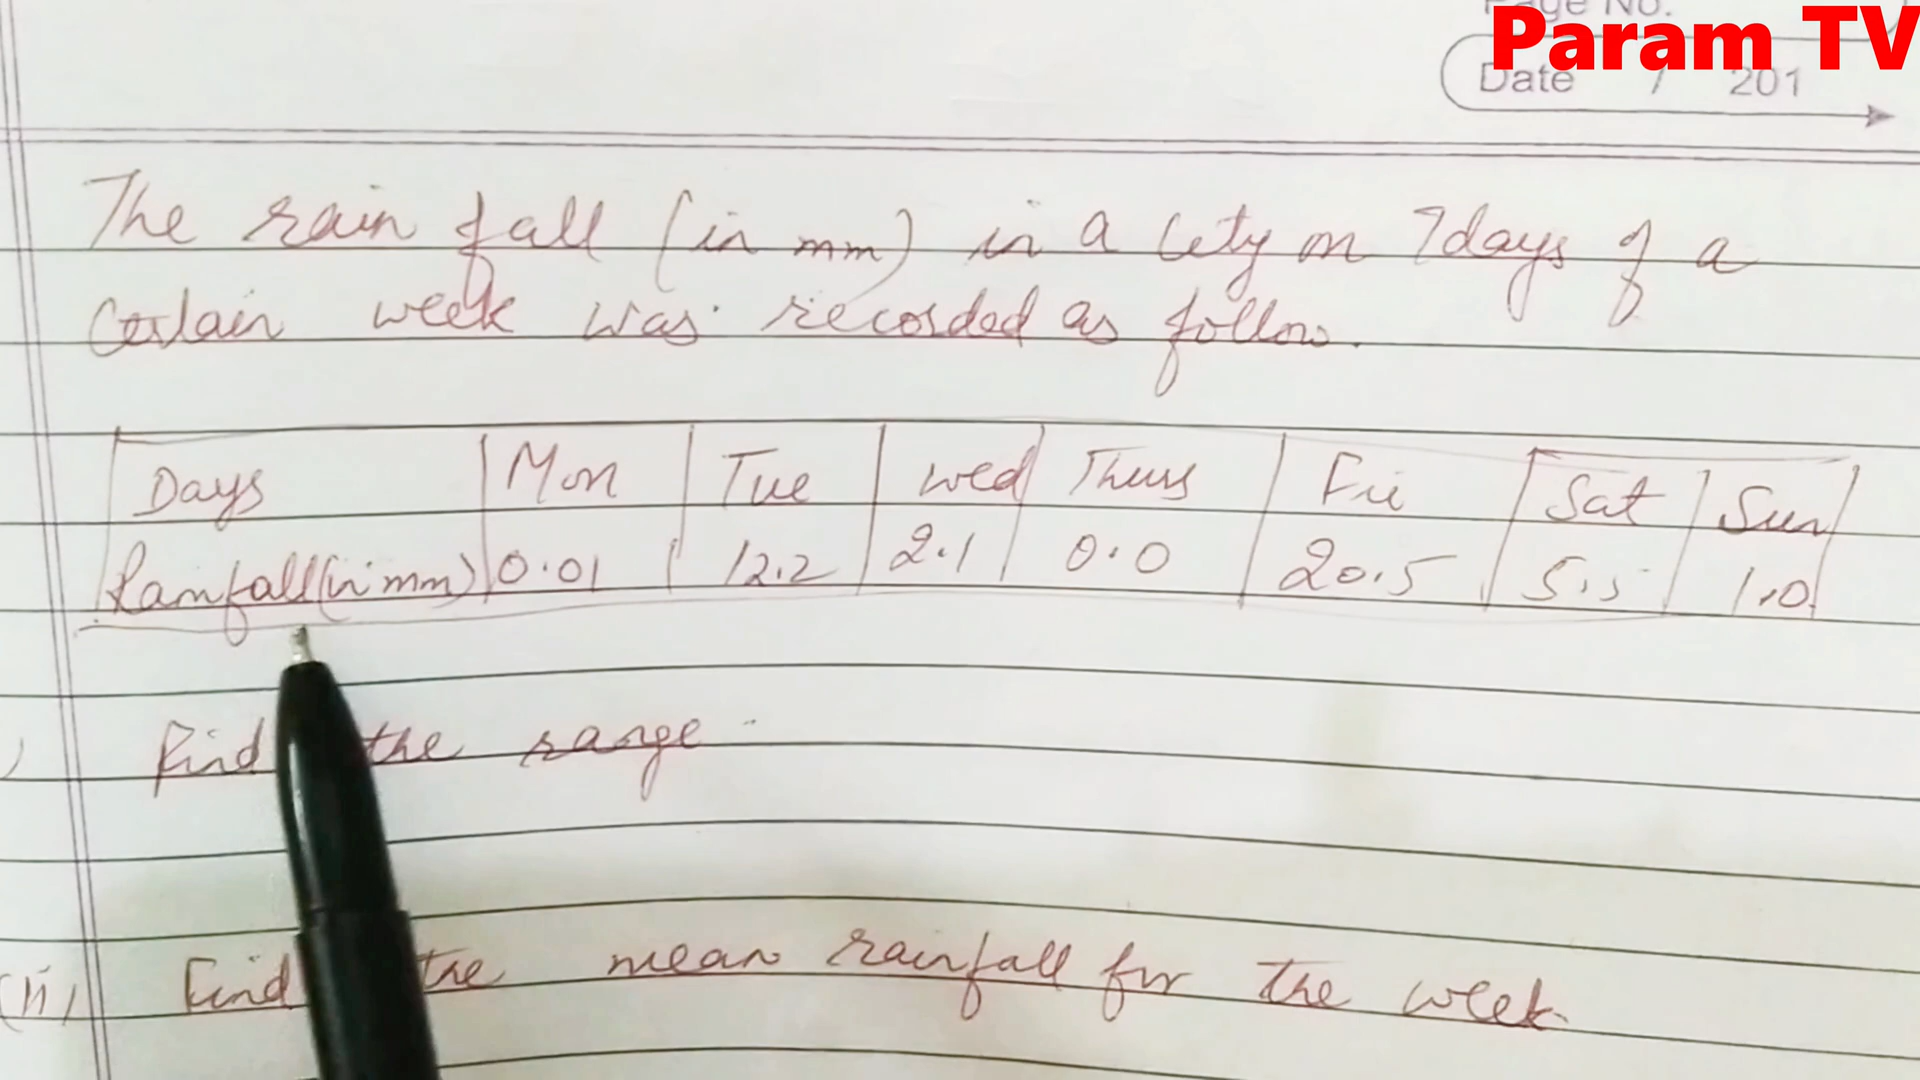 Page No.
Param TV
Date / 201
The rain fall (in mm) in a City on 7days of a
Certain week was recorded as follow.
Days Mon Tue Wed Thurs Fri Sat Sun
Rainfall(in mm) 0.01 12.2 2.1 0.0 20.5 5.5 1.0
) Find the range
(ii) Find the mean rainfall for the week.